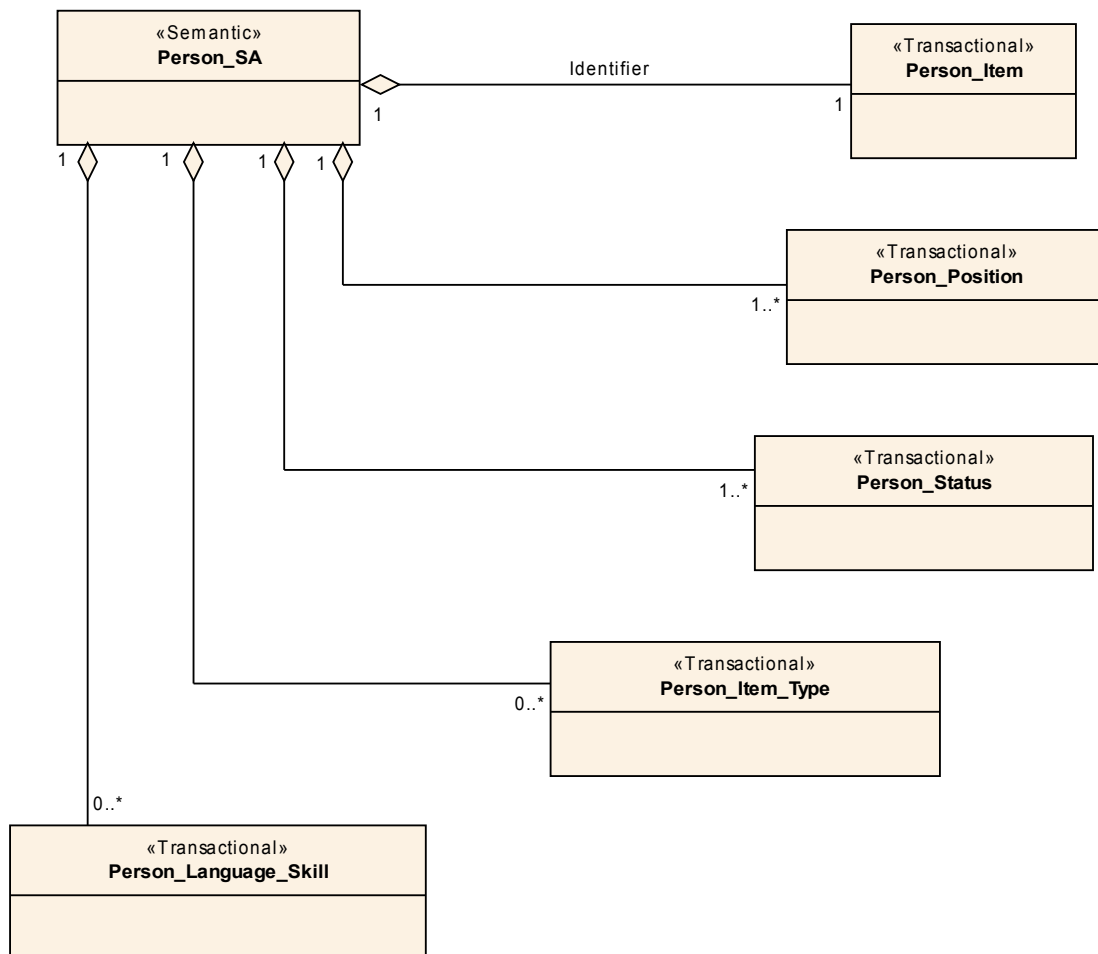 «Semantic»
Person_SA
«Transactional»
Person_Item
Identifier
1
1
1
1
1
1
«Transactional»
Person_Position
1..*
«Transactional»
Person_Status
1..*
«Transactional»
Person_Item_Type
0..*
0..*
«Transactional»
Person_Language_Skill